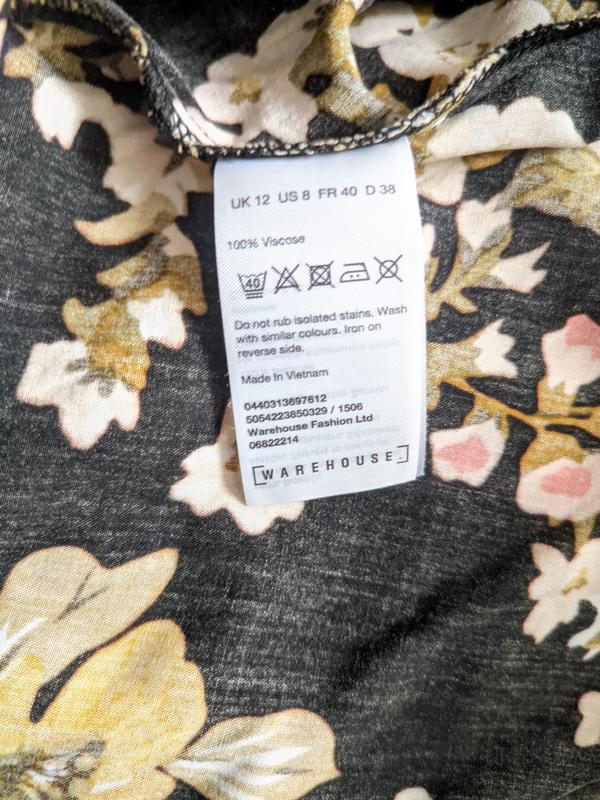 UK 12 US 8 FR 40 D 38
100% Viscose
40
Do not rub isolated stains. Wash
with similar colours. Iron on
reverse side.
Made in Vietnam
0440313697612
5054223850329 / 1506
Warehouse Fashion Ltd
06822214
WAREHOUSE